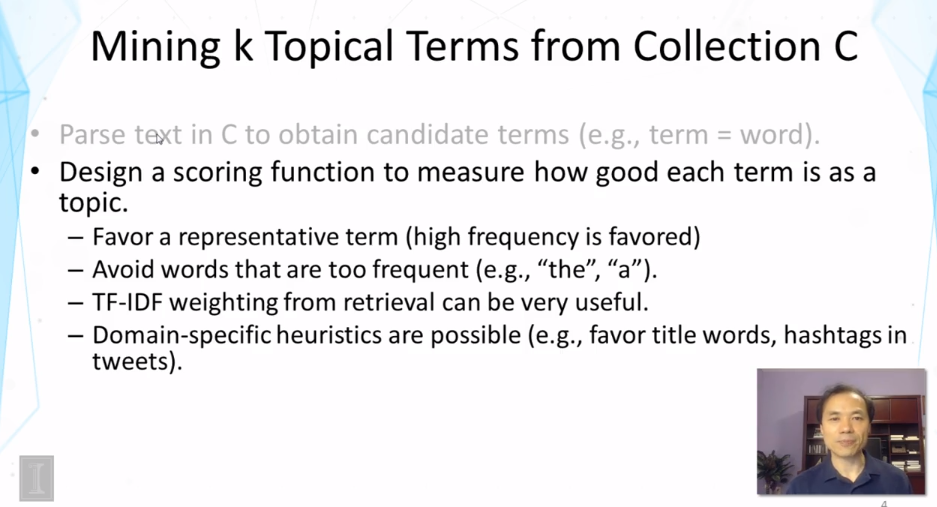 Mining k Topical Terms from Collection C
• Parse text in C to obtain candidate terms (e.g., term = word).
• Design a scoring function to measure how good each term is as a
topic.
– Favor a representative term (high frequency is favored)
– Avoid words that are too frequent (e.g., “the”, “a”).
– TF-IDF weighting from retrieval can be very useful.
– Domain-specific heuristics are possible (e.g., favor title words, hashtags in
tweets).
I
4